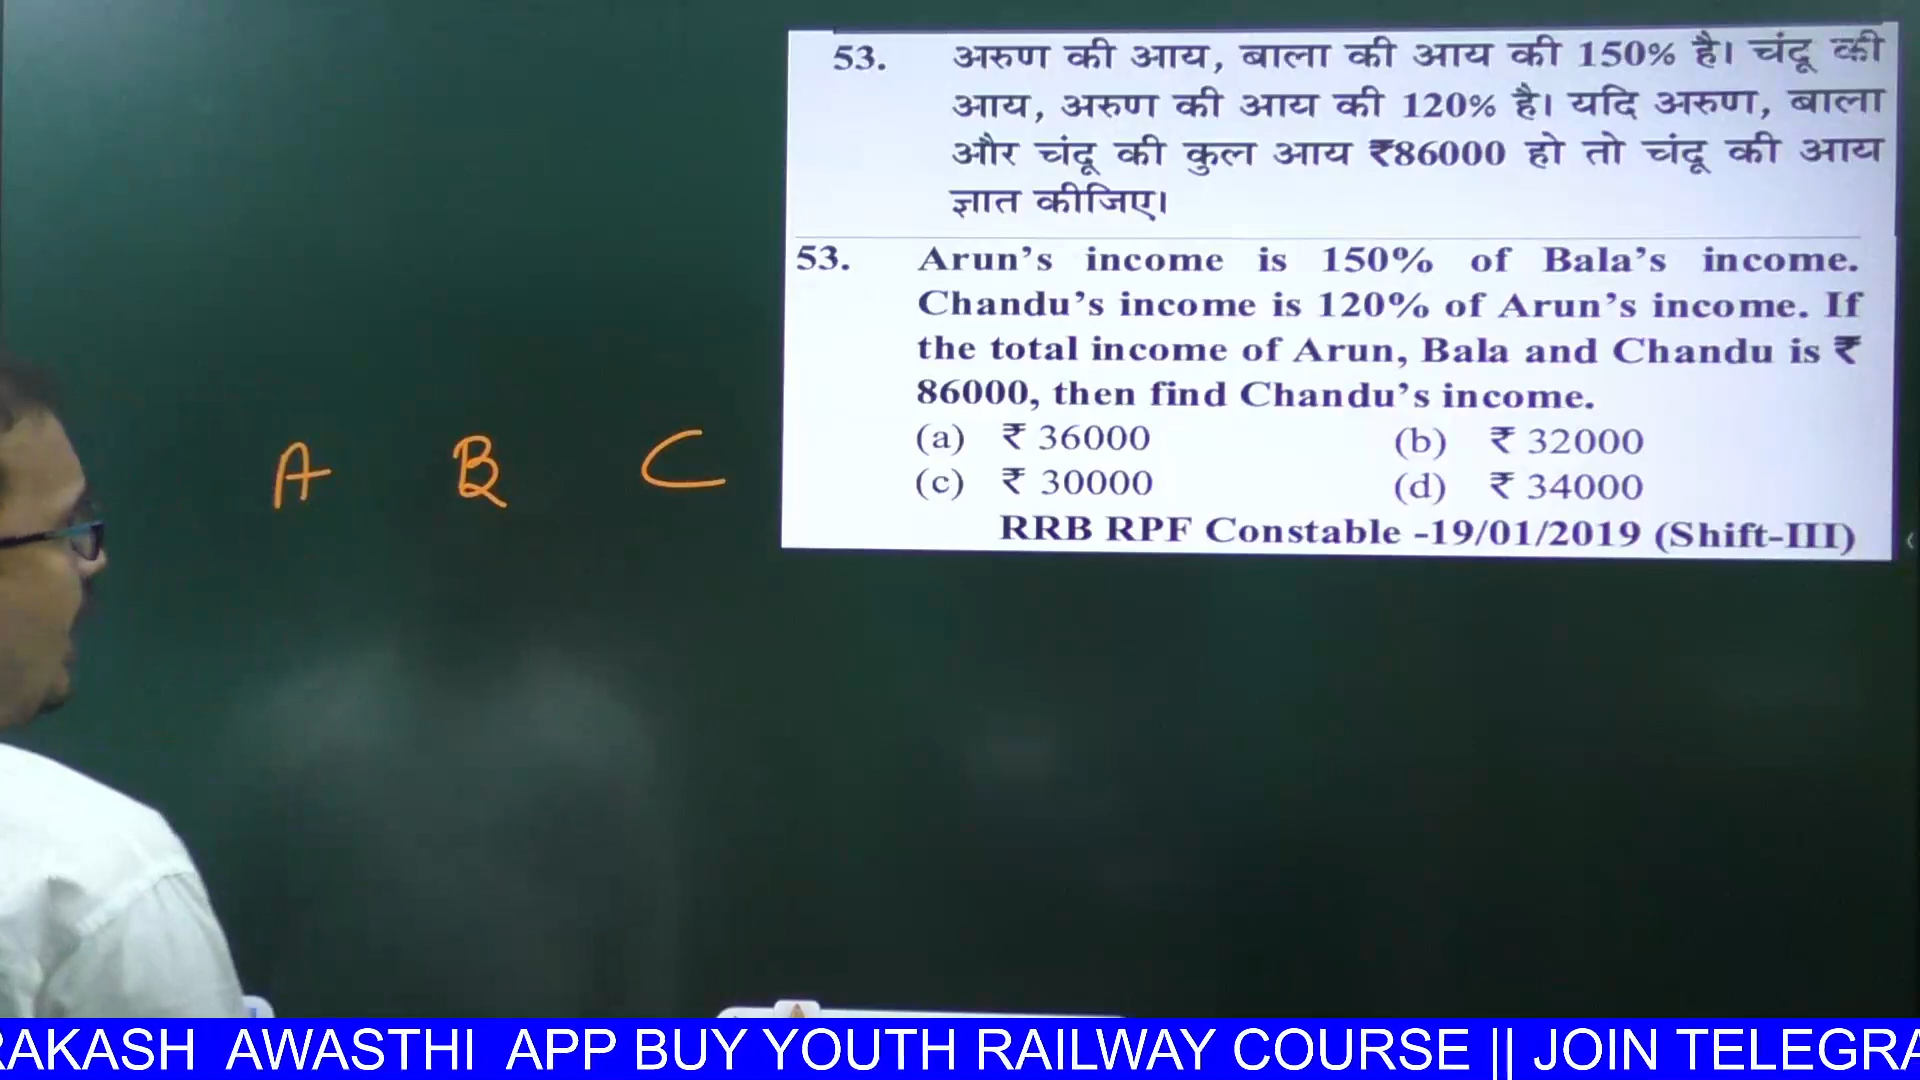 53. अरुण की आय, बाला की आय की 150% है। चंदू की
आय, अरुण की आय की 120% है। यदि अरुण, बाला
और चंदू की कुल आय ₹86000 हो तो चंदू की आय
ज्ञात कीजिए।
53. Arun's income is 150% of Bala's income.
Chandu's income is 120% of Arun's income. If
the total income of Arun, Bala and Chandu is ₹
86000, then find Chandu's income.
(a) ₹ 36000 (b) ₹ 32000
(c) ₹ 30000 (d) ₹ 34000
RRB RPF Constable -19/01/2019 (Shift-III)
A B C
RAKASH AWASTHI APP BUY YOUTH RAILWAY COURSE || JOIN TELEGRA